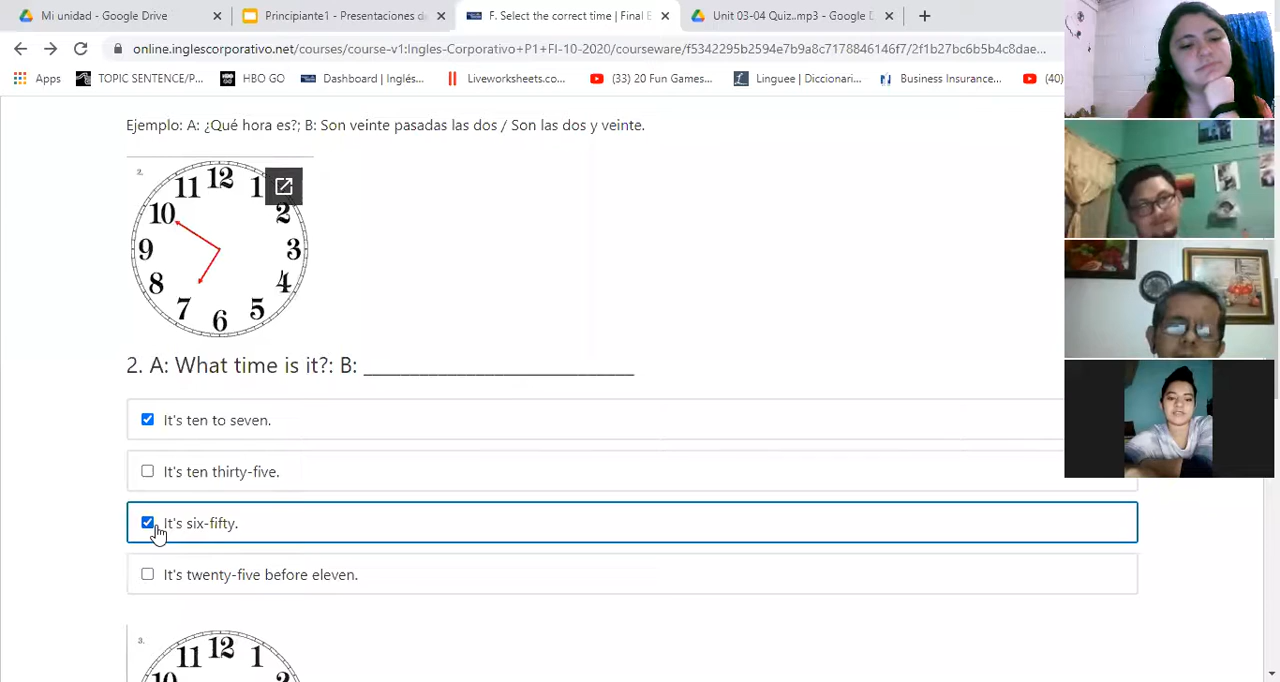 Mi unidad - Google Drive
Principiante1 - Presentaciones de
F. Select the correct time | Final E
Unit 03-04 Quiz..mp3 - Google D
online.inglescorporativo.net/courses/course-v1:Ingles-Corporativo+P1+FI-10-2020/courseware/f5342295b2594e7b9a8c7178846146f7/2f1b27bc6b5b4c8dae...
Apps
TOPIC SENTENCE/P...
HBO GO
Dashboard | Inglés...
Liveworksheets.co...
(33) 20 Fun Games...
Linguee | Diccionari...
Business Insurance...
(40)
Ejemplo: A: ¿Qué hora es?; B: Son veinte pasadas las dos / Son las dos y veinte.
2.
11 12 1
10 2
9 3
8 4
7 6 5
2. A: What time is it?: B: ______________________________
It's ten to seven.
It's ten thirty-five.
It's six-fifty.
It's twenty-five before eleven.
3.
11 12 1
10 2